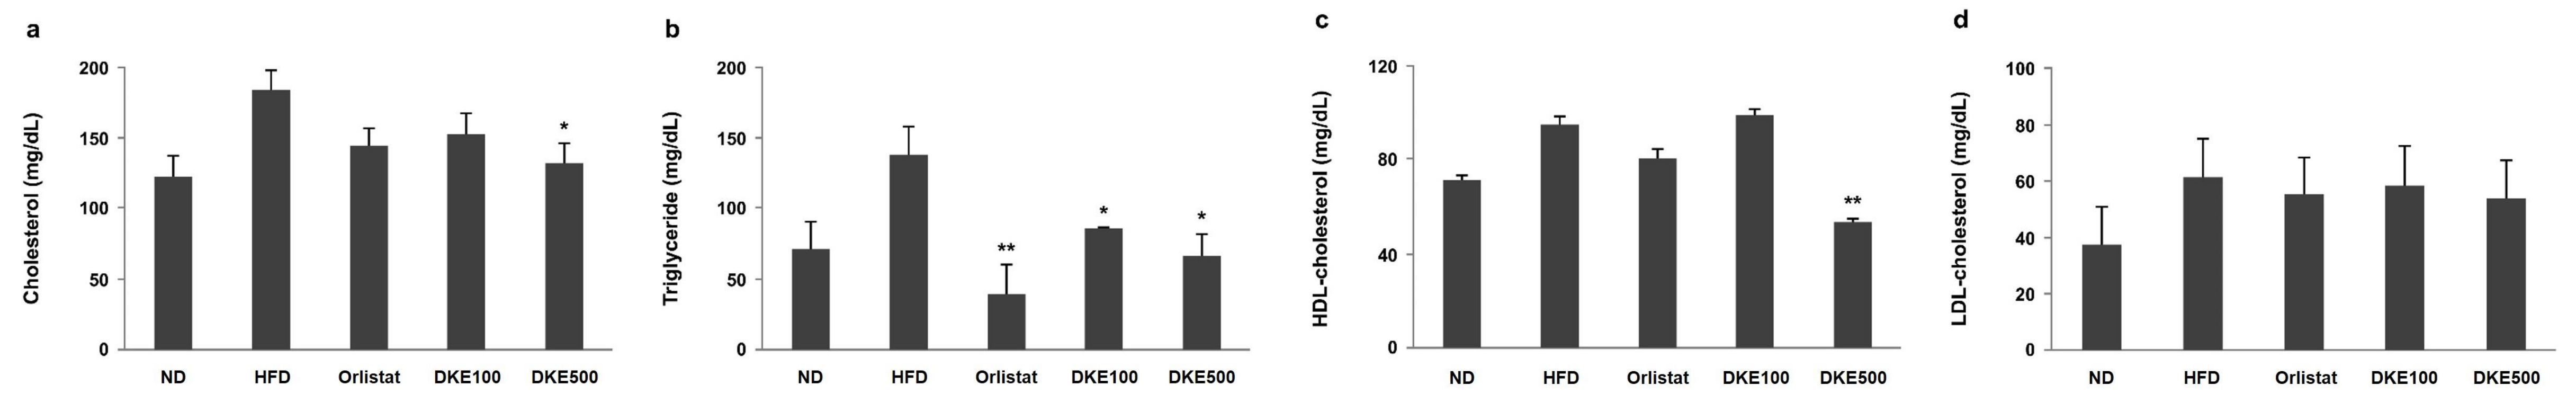 a
Cholesterol (mg/dL)
200
150
100
50
0
*
ND HFD Orlistat DKE100 DKE500
b
Triglyceride (mg/dL)
200
150
100
50
0
**
*
*
ND HFD Orlistat DKE100 DKE500
c
HDL-cholesterol (mg/dL)
120
80
40
0
**
ND HFD Orlistat DKE100 DKE500
d
LDL-cholesterol (mg/dL)
100
80
60
40
20
0
ND HFD Orlistat DKE100 DKE500